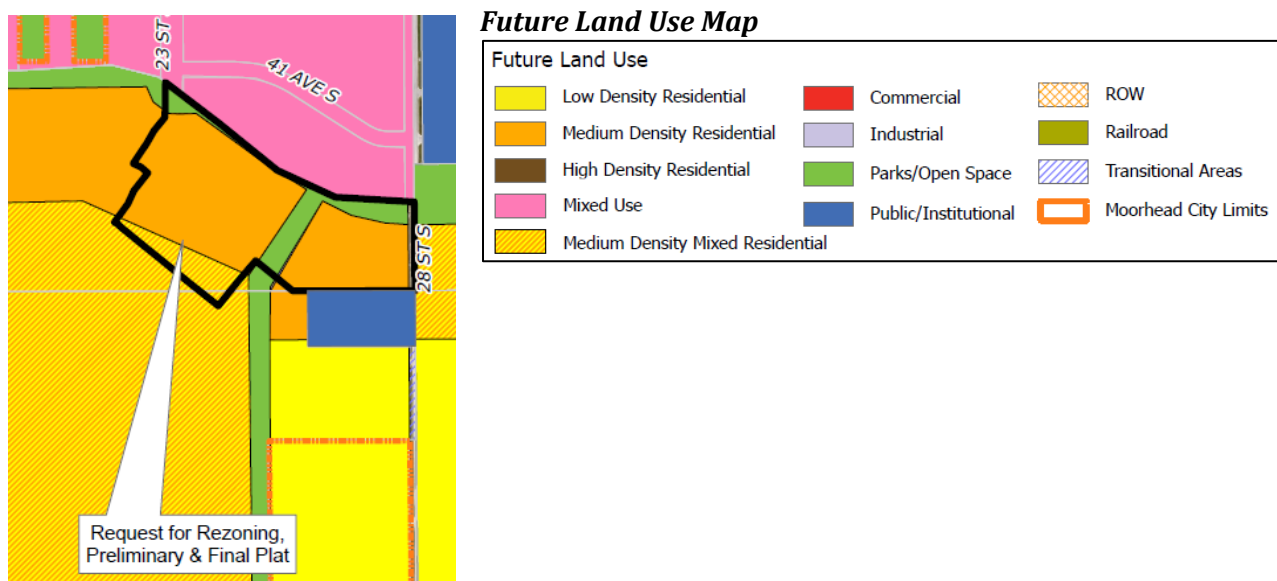 Future Land Use Map
Future Land Use
Low Density Residential
Medium Density Residential
High Density Residential
Mixed Use
Medium Density Mixed Residential
Commercial
Industrial
Parks/Open Space
Public/Institutional
ROW
Railroad
Transitional Areas
Moorhead City Limits
23 ST S
41 AVE S
28 ST S
Request for Rezoning,
Preliminary & Final Plat